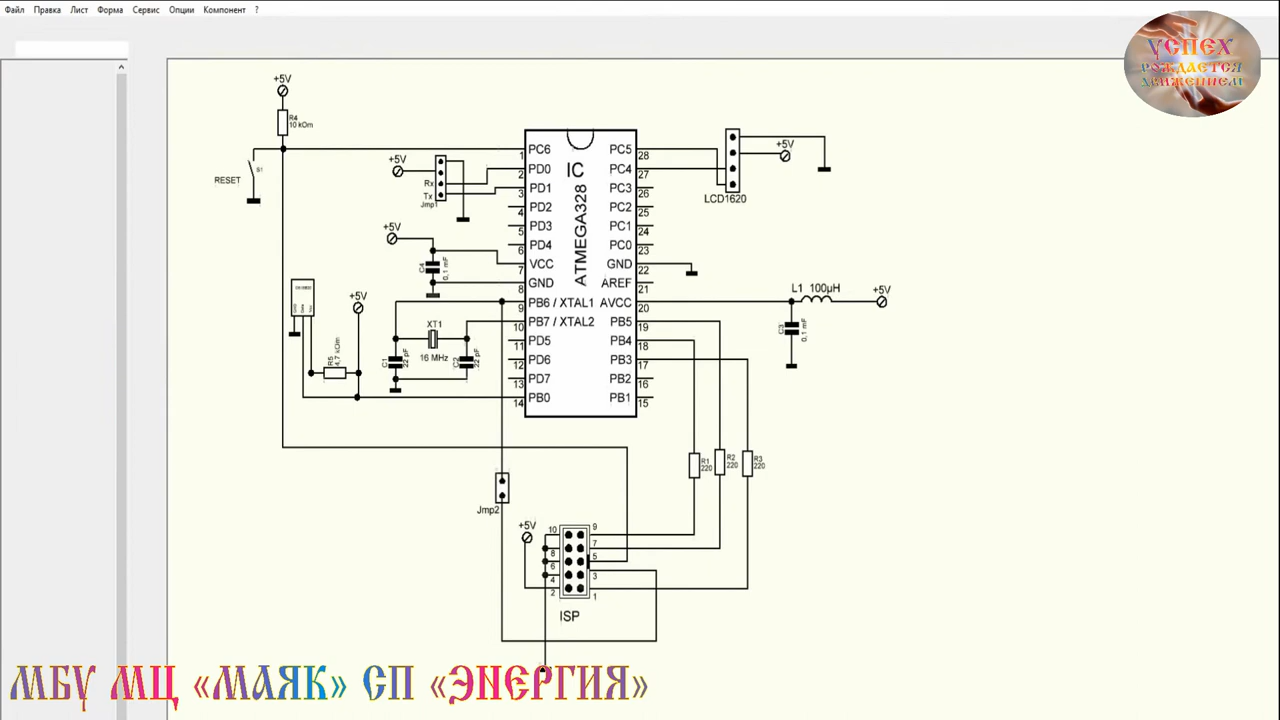 Файл Правка Лист Форма Сервис Опции Компонент ?
УСПЕХ
РОЖДАЕТСЯ
ДВИЖЕНИЕМ
+5V
R4
10 kOm
RESET
S1
+5V
Rx
Tx
Jmp1
+5V
C4
0,1 mF
GND
+5V
R5
4,7 kOm
XT1
16 MHz
C1
22 pF
C2
22 pF
IC
ATMEGA328
PC6
1
PD0
2
PD1
3
PD2
4
PD3
5
PD4
6
VCC
7
GND
8
PB6 / XTAL1
9
PB7 / XTAL2
10
PD5
11
PD6
12
PD7
13
PB0
14
PC5
28
PC4
27
PC3
26
PC2
25
PC1
24
PC0
23
GND
22
AREF
21
AVCC
20
PB5
19
PB4
18
PB3
17
PB2
16
PB1
15
+5V
LCD1620
L1 100µH
+5V
C3
0,1 mF
R1
220
R2
220
R3
220
Jmp2
+5V
10 9
8 7
6 5
4 3
2 1
ISP
МБУ МЦ «МАЯК» СП «ЭНЕРГИЯ»